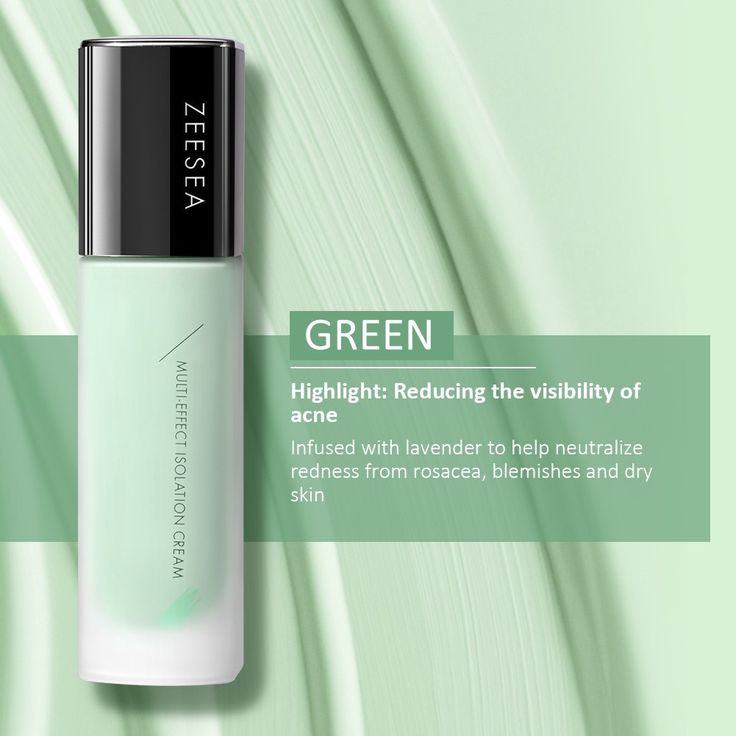 ZEESEA
MULTI-EFFECT ISOLATION CREAM
GREEN
Highlight: Reducing the visibility of
acne
Infused with lavender to help neutralize
redness from rosacea, blemishes and dry
skin